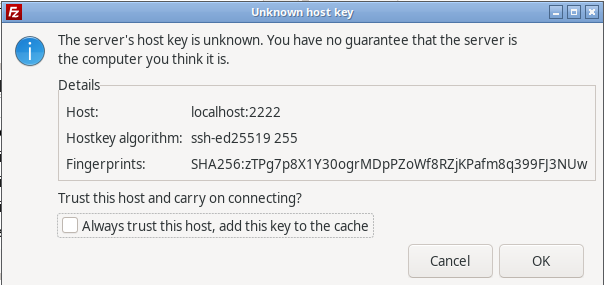 Unknown host key
The server's host key is unknown. You have no guarantee that the server is
the computer you think it is.
Details
Host: localhost:2222
Hostkey algorithm: ssh-ed25519 255
Fingerprints: SHA256:zTPg7p8X1Y30ogrMDpPZoWf8RZjKPafm8q399FJ3NUw
Trust this host and carry on connecting?
Always trust this host, add this key to the cache
Cancel OK